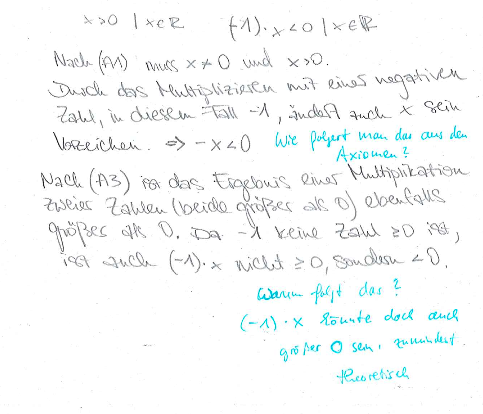 x>0 | x∈ℝ (-1)·x<0 | x∈ℝ
Nach (A1) muss x≠0 und x>0.
Durch das Multiplizieren mit einer negativen
Zahl, in diesem Fall -1, ändert auch x sein
Vorzeichen. => -x<0 Wie folgert man das aus den
Axiomen?
Nach (A3) ist das Ergebnis einer Multiplikation
zweier Zahlen (beide größer als 0) ebenfalls
größer als 0. Da -1 keine Zahl ≥0 ist,
ist auch (-1)·x nicht ≥0, sondern <0.
Warum folgt das?
(-1)·x könnte doch auch
größer 0 sein, zumindest
theoretisch